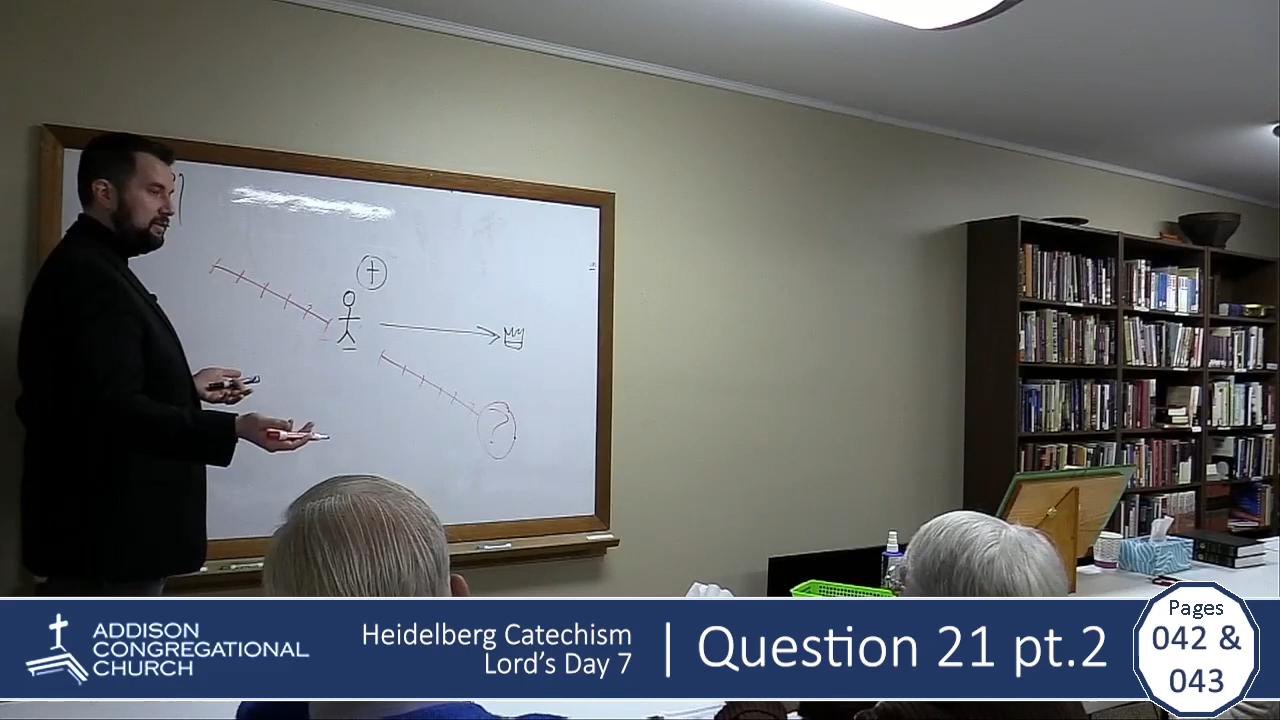 ?
ADDISON
CONGREGATIONAL
CHURCH
Heidelberg Catechism
Lord's Day 7
Question 21 pt.2
Pages
042 &
043